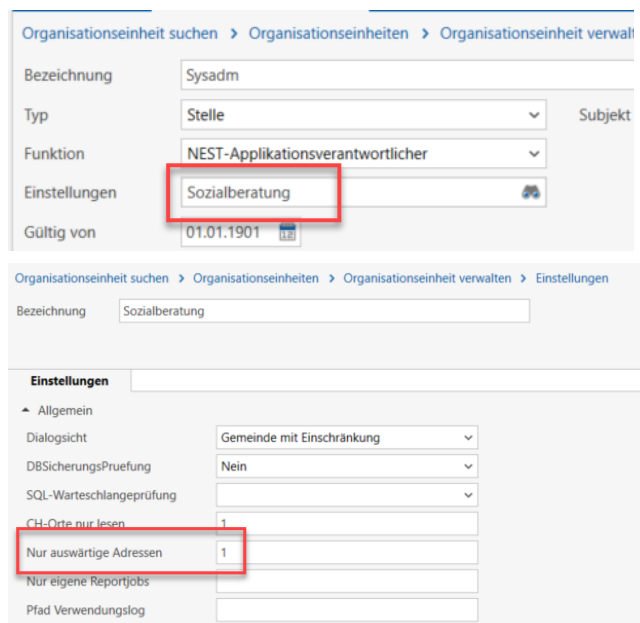 Organisationseinheit suchen > Organisationseinheiten > Organisationseinheit verwalt
Bezeichnung Sysadm
Typ Stelle Subjekt
Funktion NEST-Applikationsverantwortlicher
Einstellungen Sozialberatung
Gültig von 01.01.1901 12
Organisationseinheit suchen > Organisationseinheiten > Organisationseinheit verwalten > Einstellungen
Bezeichnung Sozialberatung
Einstellungen
Allgemein
Dialogsicht Gemeinde mit Einschränkung
DBSicherungsPruefung Nein
SQL-Warteschlangeprüfung
CH-Orte nur lesen 1
Nur auswärtige Adressen 1
Nur eigene Reportjobs
Pfad Verwendungslog